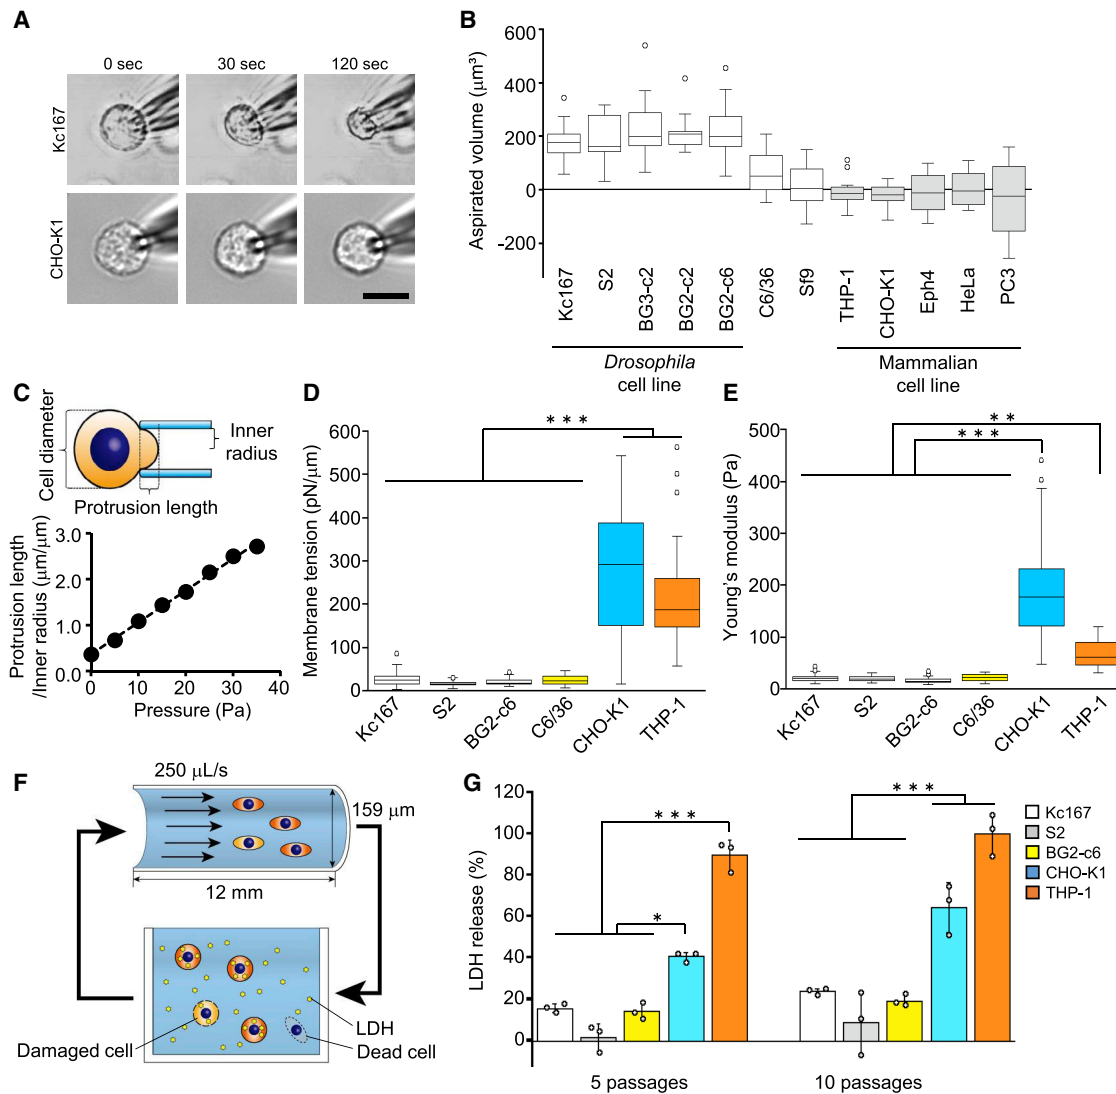 A
0 sec
30 sec
120 sec
Kc167
CHO-K1
B
Aspirated volume (μm³)
600
400
200
0
-200
Kc167
S2
BG3-c2
BG2-c2
BG2-c6
C6/36
Sf9
THP-1
CHO-K1
Eph4
HeLa
PC3
Drosophila
cell line
Mammalian
cell line
C
Cell diameter
Inner
radius
Protrusion length
Protrusion length
/Inner radius (μm/μm)
3.0
2.0
1.0
0.0
0
10
20
30
40
Pressure (Pa)
D
Membrane tension (pN/μm)
600
500
400
300
200
100
0
* * *
Kc167
S2
BG2-c6
C6/36
CHO-K1
THP-1
E
Young's modulus (Pa)
500
400
300
200
100
0
* *
* * *
Kc167
S2
BG2-c6
C6/36
CHO-K1
THP-1
F
250 μL/s
159 μm
12 mm
LDH
Damaged cell
Dead cell
G
LDH release (%)
120
100
80
60
40
20
0
* * *
*
* * *
5 passages
10 passages
Kc167
S2
BG2-c6
CHO-K1
THP-1